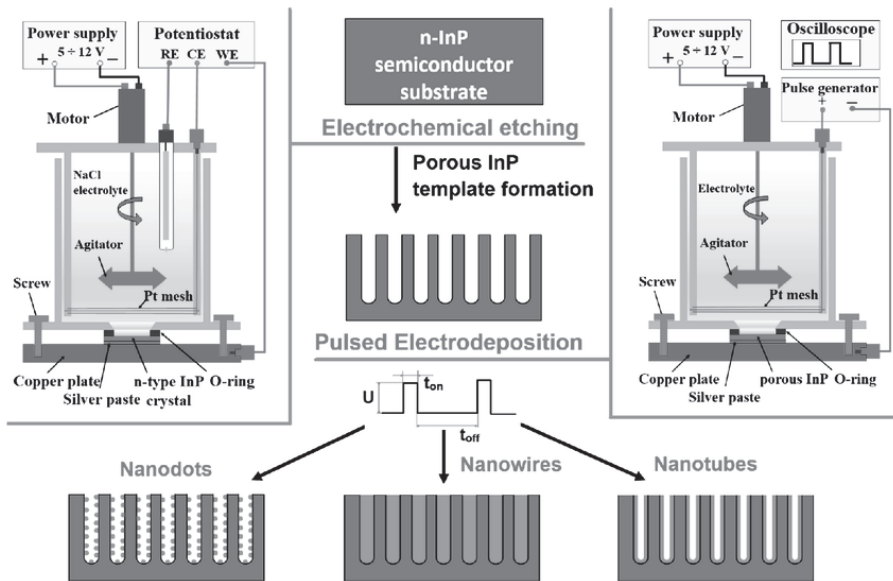 Power supply
5 ÷ 12 V
+ −
Potentiostat
RE CE WE
Motor
NaCl
electrolyte
Agitator
Pt mesh
Screw
Copper plate
Silver paste
n-type InP
crystal
O-ring
n-InP
semiconductor
substrate
Electrochemical etching
Porous InP
template formation
Pulsed Electrodeposition
U
ton
toff
Power supply
5 ÷ 12 V
+ −
Oscilloscope
Pulse generator
+ −
Motor
Electrolyte
Agitator
Pt mesh
Screw
Copper plate
Silver paste
porous InP
O-ring
Nanodots
Nanowires
Nanotubes